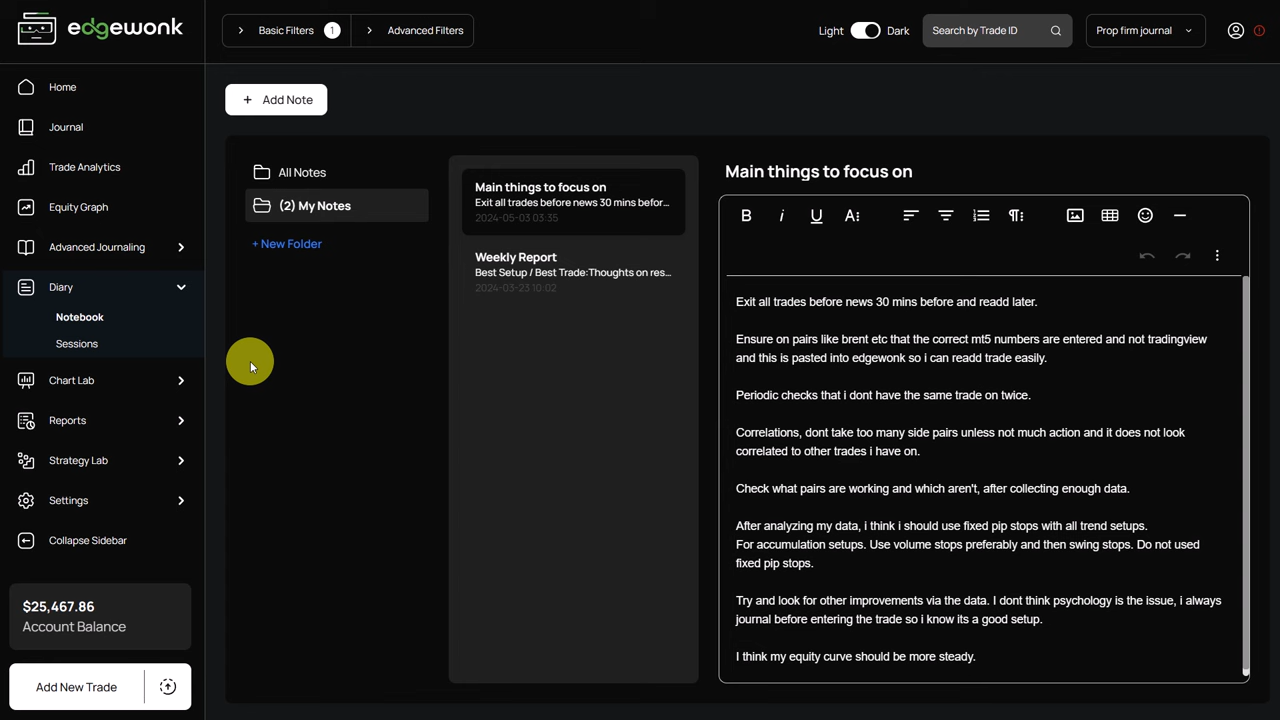 edgewonk
Basic Filters 1
Advanced Filters
Light Dark
Search by Trade ID
Prop firm journal
Home
Journal
Trade Analytics
Equity Graph
Advanced Journaling
Diary
Notebook
Sessions
Chart Lab
Reports
Strategy Lab
Settings
Collapse Sidebar
$25,467.86
Account Balance
Add New Trade
+ Add Note
All Notes
(2) My Notes
+ New Folder
Main things to focus on
Exit all trades before news 30 mins befor...
2024-05-03 03:35
Weekly Report
Best Setup / Best Trade:Thoughts on res...
2024-03-23 10:02
Main things to focus on
Exit all trades before news 30 mins before and readd later.
Ensure on pairs like brent etc that the correct mt5 numbers are entered and not tradingview
and this is pasted into edgewonk so i can readd trade easily.
Periodic checks that i dont have the same trade on twice.
Correlations, dont take too many side pairs unless not much action and it does not look
correlated to other trades i have on.
Check what pairs are working and which aren't, after collecting enough data.
After analyzing my data, i think i should use fixed pip stops with all trend setups.
For accumulation setups. Use volume stops preferably and then swing stops. Do not used
fixed pip stops.
Try and look for other improvements via the data. I dont think psychology is the issue, i always
journal before entering the trade so i know its a good setup.
I think my equity curve should be more steady.